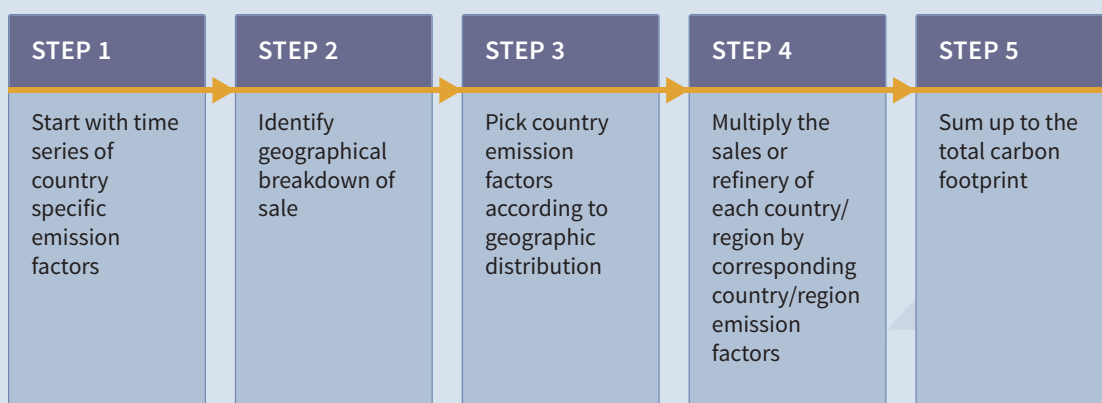 STEP 1
Start with time
series of
country
specific
emission
factors
STEP 2
Identify
geographical
breakdown of
sale
STEP 3
Pick country
emission
factors
according to
geographic
distribution
STEP 4
Multiply the
sales or
refinery of
each country/
region by
corresponding
country/region
emission
factors
STEP 5
Sum up to the
total carbon
footprint